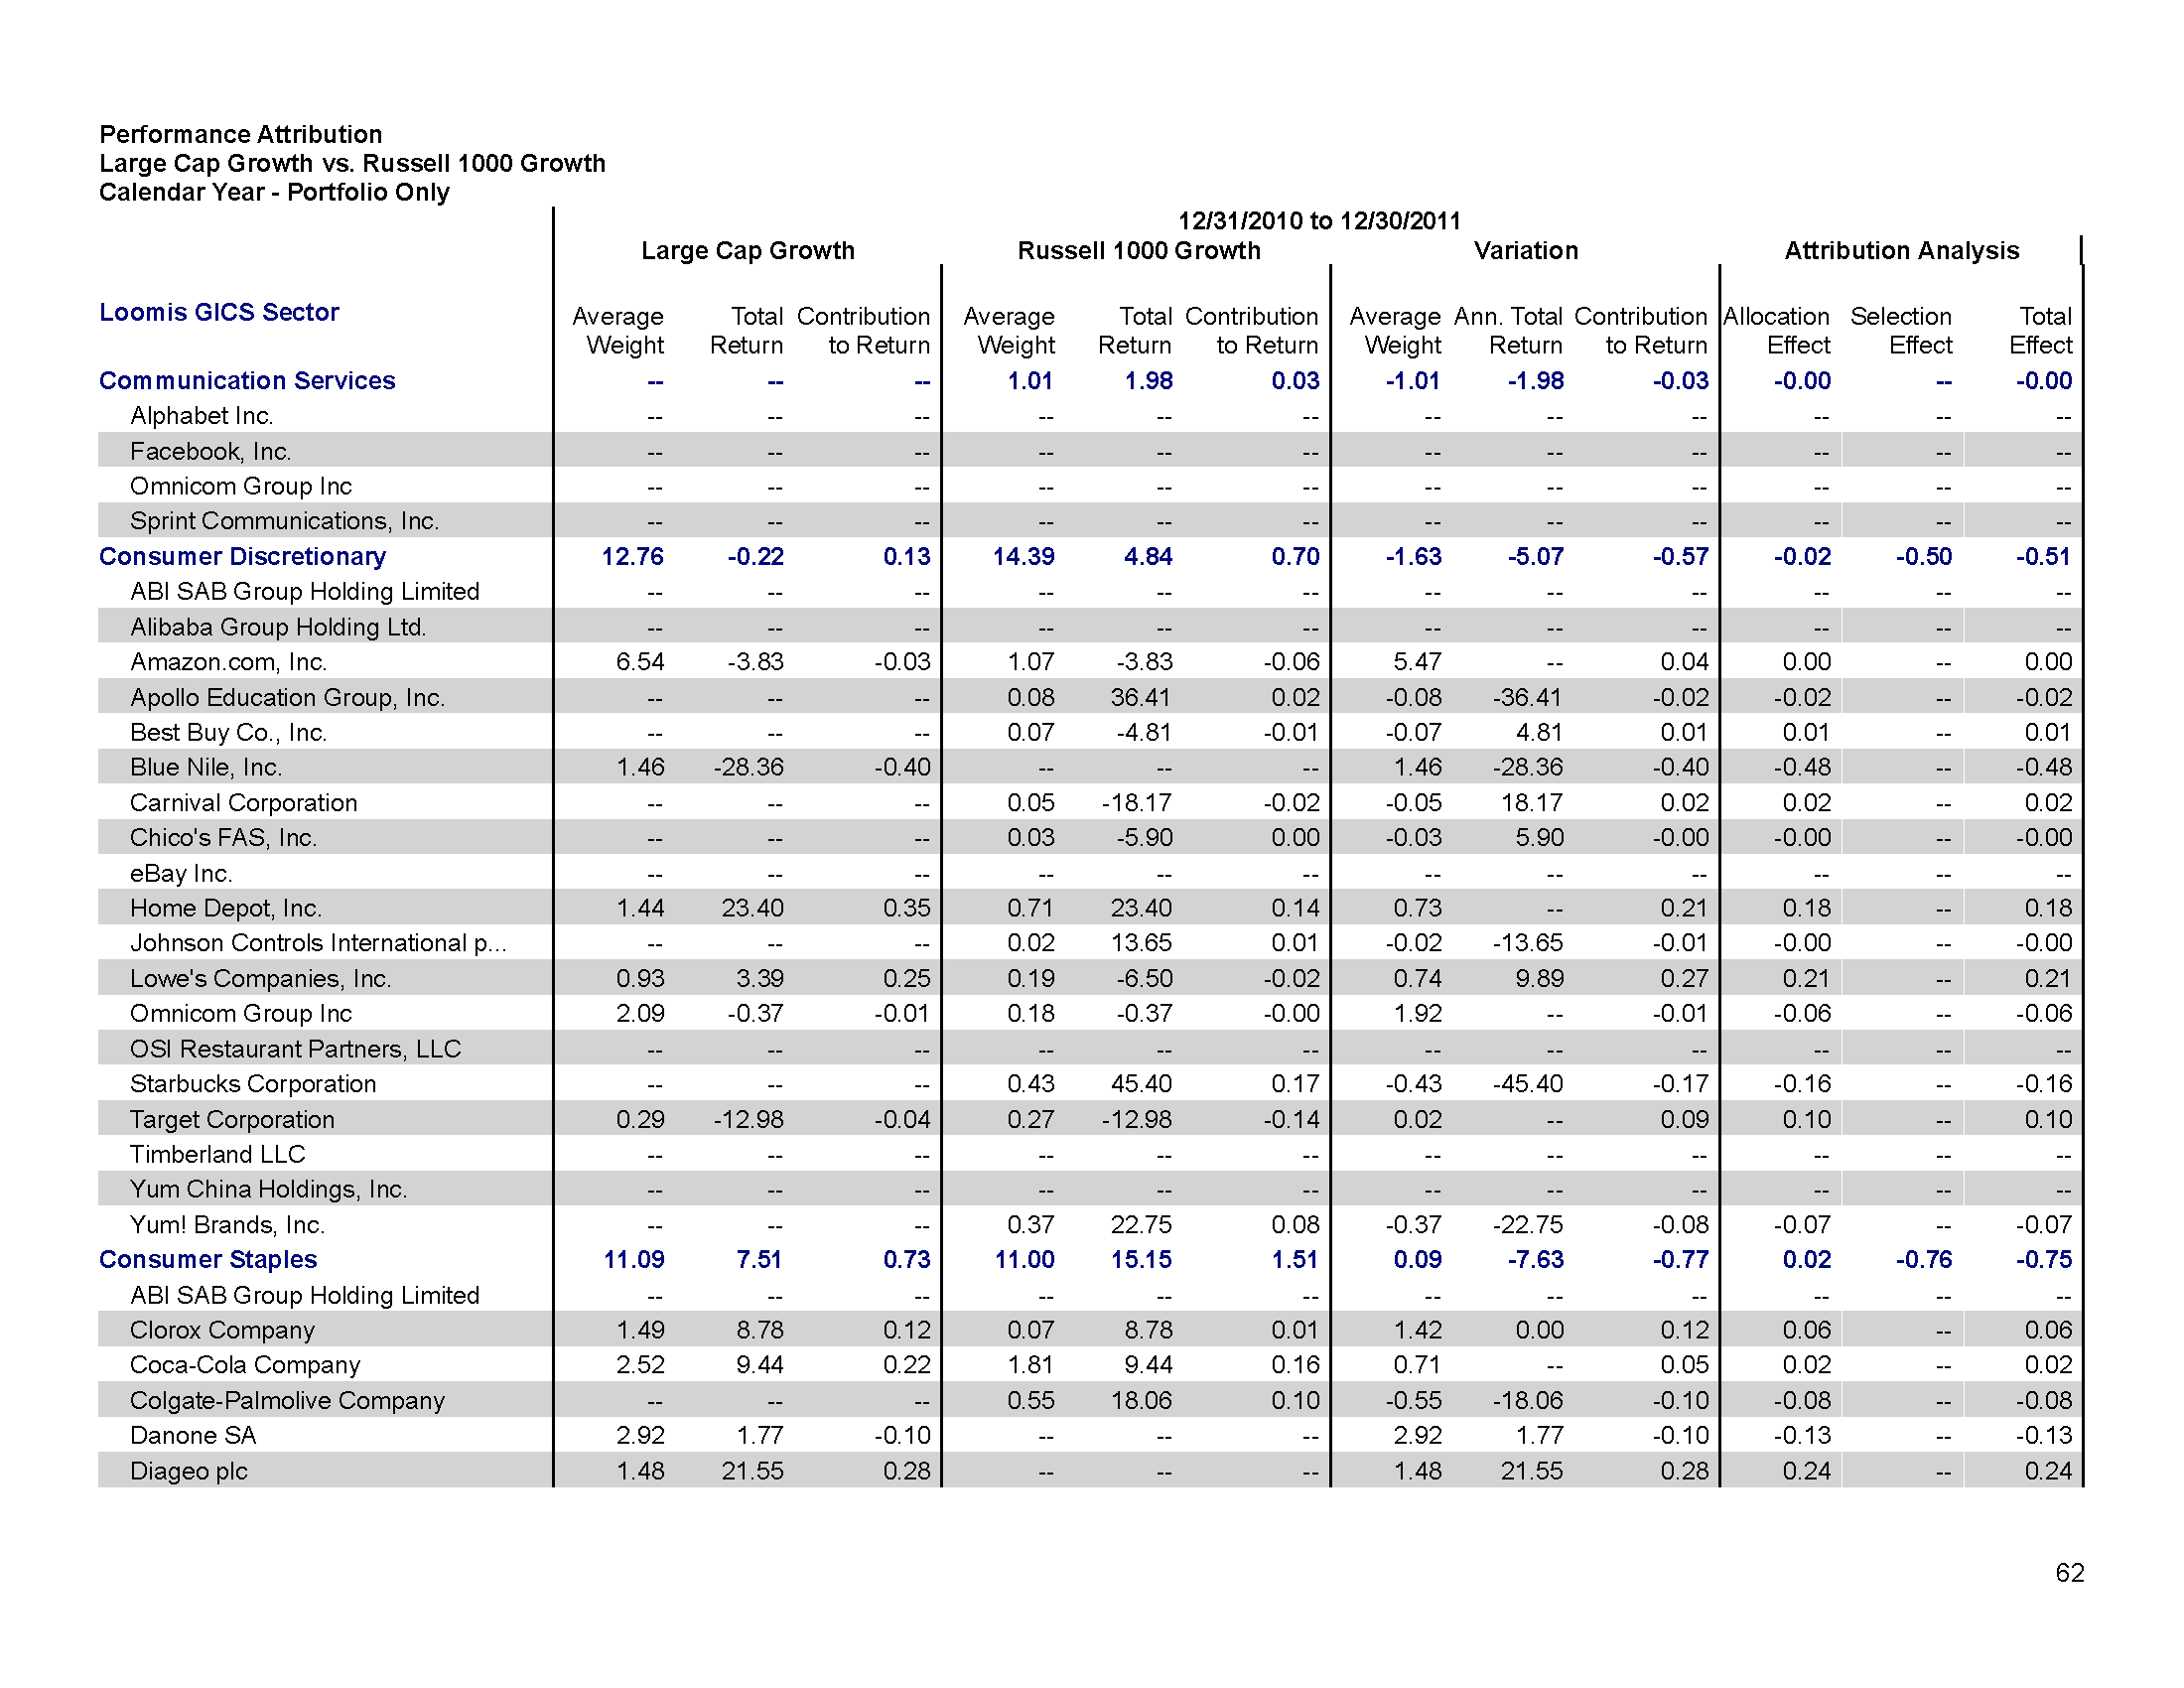 Performance Attribution
Large Cap Growth vs. Russell 1000 Growth
Calendar Year - Portfolio Only
12/31/2010 to 12/30/2011
Large Cap Growth Russell 1000 Growth Variation Attribution Analysis
Loomis GICS Sector Average Total Contribution Average Total Contribution Average Ann. Total Contribution Allocation Selection Total
Weight Return to Return Weight Return to Return Weight Return to Return Effect Effect Effect
Communication Services -- -- -- 1.01 1.98 0.03 -1.01 -1.98 -0.03 -0.00 -- -0.00
Alphabet Inc. -- -- -- -- -- -- -- -- -- -- -- --
Facebook, Inc. -- -- -- -- -- -- -- -- -- -- -- --
Omnicom Group Inc -- -- -- -- -- -- -- -- -- -- -- --
Sprint Communications, Inc. -- -- -- -- -- -- -- -- -- -- -- --
Consumer Discretionary 12.76 -0.22 0.13 14.39 4.84 0.70 -1.63 -5.07 -0.57 -0.02 -0.50 -0.51
ABI SAB Group Holding Limited -- -- -- -- -- -- -- -- -- -- -- --
Alibaba Group Holding Ltd. -- -- -- -- -- -- -- -- -- -- -- --
Amazon.com, Inc. 6.54 -3.83 -0.03 1.07 -3.83 -0.06 5.47 -- 0.04 0.00 -- 0.00
Apollo Education Group, Inc. -- -- -- 0.08 36.41 0.02 -0.08 -36.41 -0.02 -0.02 -- -0.02
Best Buy Co., Inc. -- -- -- 0.07 -4.81 -0.01 -0.07 4.81 0.01 0.01 -- 0.01
Blue Nile, Inc. 1.46 -28.36 -0.40 -- -- -- 1.46 -28.36 -0.40 -0.48 -- -0.48
Carnival Corporation -- -- -- 0.05 -18.17 -0.02 -0.05 18.17 0.02 0.02 -- 0.02
Chico's FAS, Inc. -- -- -- 0.03 -5.90 0.00 -0.03 5.90 -0.00 -0.00 -- -0.00
eBay Inc. -- -- -- -- -- -- -- -- -- -- -- --
Home Depot, Inc. 1.44 23.40 0.35 0.71 23.40 0.14 0.73 -- 0.21 0.18 -- 0.18
Johnson Controls International p... -- -- -- 0.02 13.65 0.01 -0.02 -13.65 -0.01 -0.00 -- -0.00
Lowe's Companies, Inc. 0.93 3.39 0.25 0.19 -6.50 -0.02 0.74 9.89 0.27 0.21 -- 0.21
Omnicom Group Inc 2.09 -0.37 -0.01 0.18 -0.37 -0.00 1.92 -- -0.01 -0.06 -- -0.06
OSI Restaurant Partners, LLC -- -- -- -- -- -- -- -- -- -- -- --
Starbucks Corporation -- -- -- 0.43 45.40 0.17 -0.43 -45.40 -0.17 -0.16 -- -0.16
Target Corporation 0.29 -12.98 -0.04 0.27 -12.98 -0.14 0.02 -- 0.09 0.10 -- 0.10
Timberland LLC -- -- -- -- -- -- -- -- -- -- -- --
Yum China Holdings, Inc. -- -- -- -- -- -- -- -- -- -- -- --
Yum! Brands, Inc. -- -- -- 0.37 22.75 0.08 -0.37 -22.75 -0.08 -0.07 -- -0.07
Consumer Staples 11.09 7.51 0.73 11.00 15.15 1.51 0.09 -7.63 -0.77 0.02 -0.76 -0.75
ABI SAB Group Holding Limited -- -- -- -- -- -- -- -- -- -- -- --
Clorox Company 1.49 8.78 0.12 0.07 8.78 0.01 1.42 0.00 0.12 0.06 -- 0.06
Coca-Cola Company 2.52 9.44 0.22 1.81 9.44 0.16 0.71 -- 0.05 0.02 -- 0.02
Colgate-Palmolive Company -- -- -- 0.55 18.06 0.10 -0.55 -18.06 -0.10 -0.08 -- -0.08
Danone SA 2.92 1.77 -0.10 -- -- -- 2.92 1.77 -0.10 -0.13 -- -0.13
Diageo plc 1.48 21.55 0.28 -- -- -- 1.48 21.55 0.28 0.24 -- 0.24
62